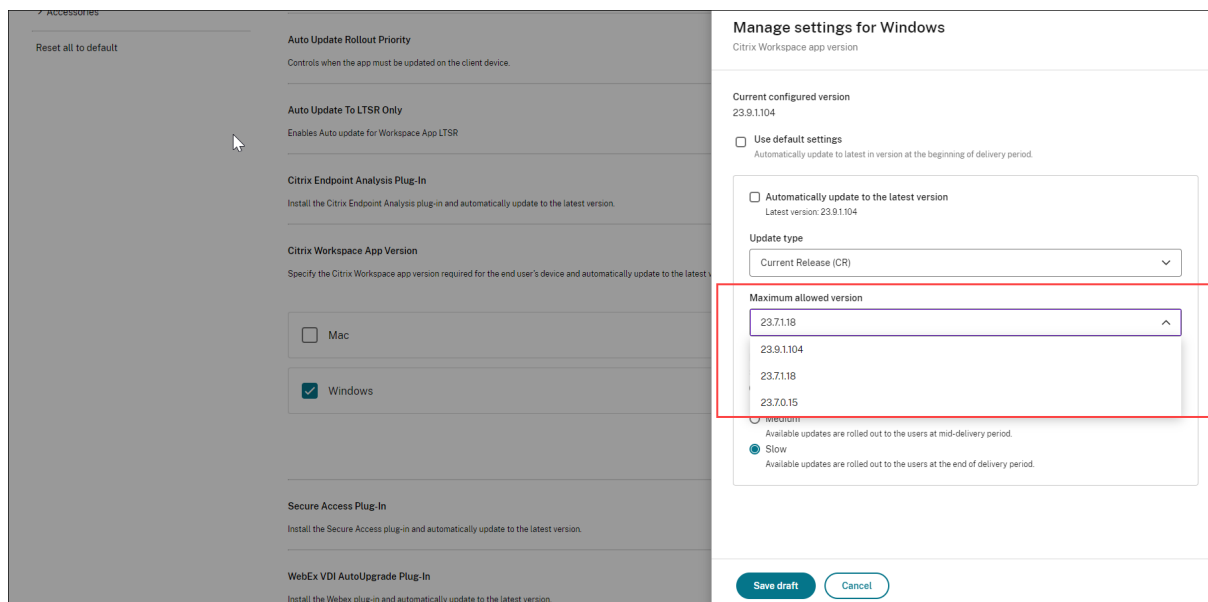 Accessories
Reset all to default
Auto Update Rollout Priority
Controls when the app must be updated on the client device.
Auto Update To LTSR Only
Enables Auto update for Workspace App LTSR
Citrix Endpoint Analysis Plug-In
Install the Citrix Endpoint Analysis plug-in and automatically update to the latest version.
Citrix Workspace App Version
Specify the Citrix Workspace app version required for the end user's device and automatically update to the latest v
Mac
Windows
Secure Access Plug-In
Install the Secure Access plug-in and automatically update to the latest version.
WebEx VDI AutoUpgrade Plug-In
Install the Webex plug-in and automatically update to the latest version.
Manage settings for Windows
Citrix Workspace app version
Current configured version
23.9.1.104
Use default settings
Automatically update to latest in version at the beginning of delivery period.
Automatically update to the latest version
Latest version: 23.9.1.104
Update type
Current Release (CR)
Maximum allowed version
23.7.1.18
23.9.1.104
23.7.1.18
23.7.0.15
Medium
Available updates are rolled out to the users at mid-delivery period.
Slow
Available updates are rolled out to the users at the end of delivery period.
Save draft
Cancel